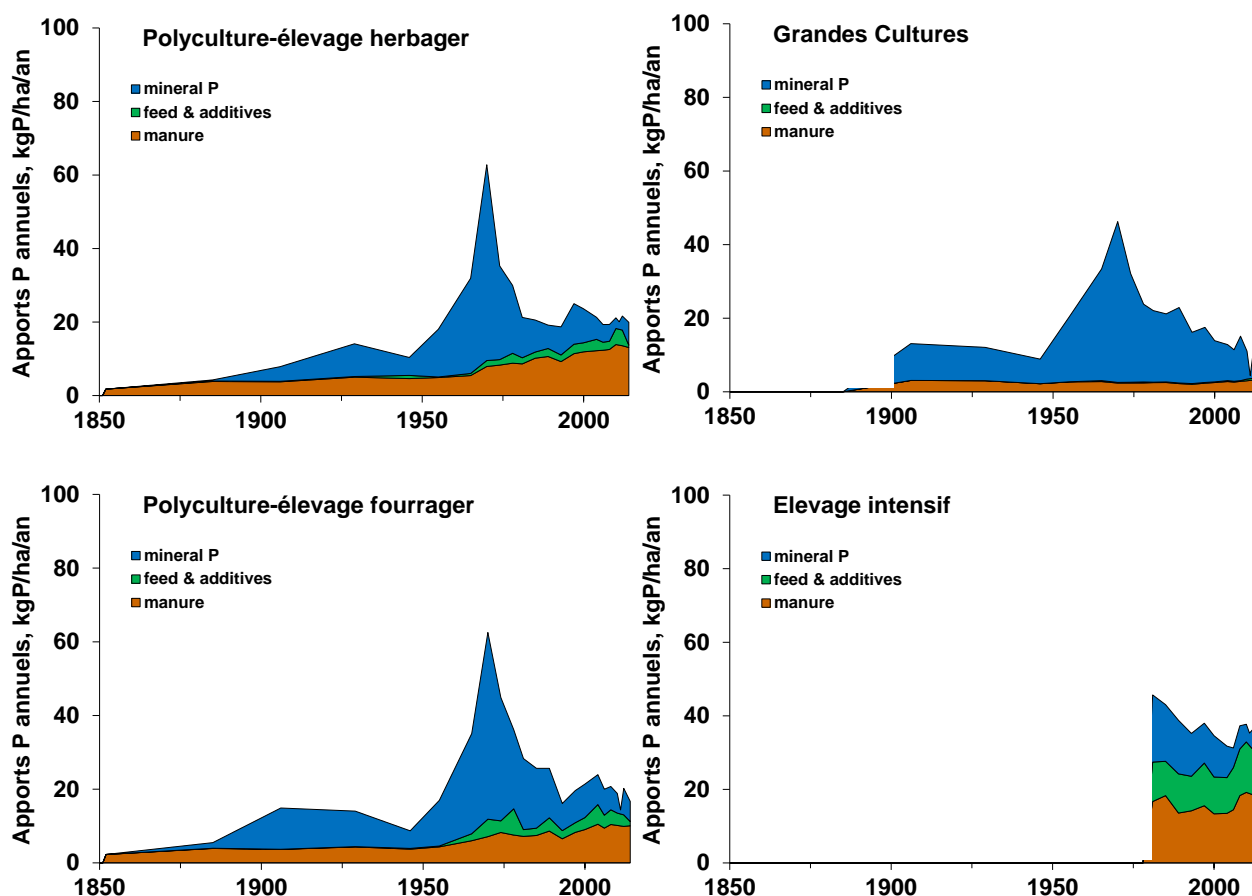 Polyculture-élevage herbager
Apports P annuels, kgP/ha/an
100
80
60
40
20
0
mineral P
feed & additives
manure
1850
1900
1950
2000
Grandes Cultures
Apports P annuels, kgP/ha/an
100
80
60
40
20
0
mineral P
feed & additives
manure
1850
1900
1950
2000
Polyculture-élevage fourrager
Apports P annuels, kgP/ha/an
100
80
60
40
20
0
mineral P
feed & additives
manure
1850
1900
1950
2000
Elevage intensif
Apports P annuels, kgP/ha/an
100
80
60
40
20
0
mineral P
feed & additives
manure
1850
1900
1950
2000